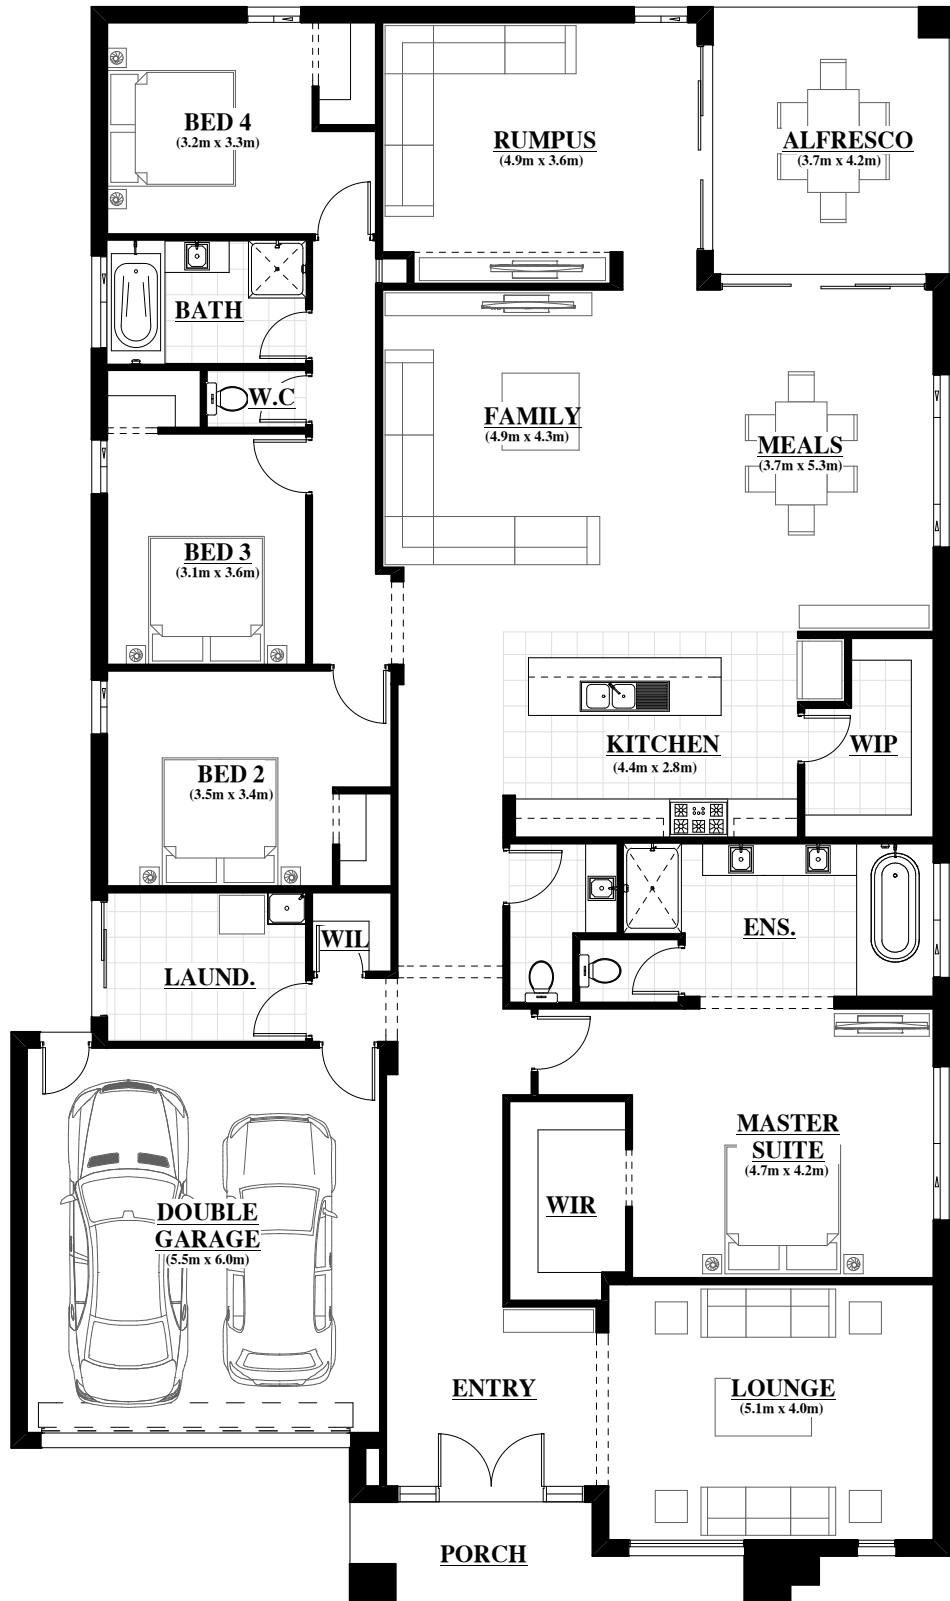 BED 4
(3.2m x 3.3m)
RUMPUS
(4.9m x 3.6m)
ALFRESCO
(3.7m x 4.2m)
BATH
W.C
FAMILY
(4.9m x 4.3m)
MEALS
(3.7m x 5.3m)
BED 3
(3.1m x 3.6m)
KITCHEN
(4.4m x 2.8m)
WIP
BED 2
(3.5m x 3.4m)
ENS.
WIL
LAUND.
MASTER
SUITE
(4.7m x 4.2m)
WIR
DOUBLE
GARAGE
(5.5m x 6.0m)
ENTRY
LOUNGE
(5.1m x 4.0m)
PORCH